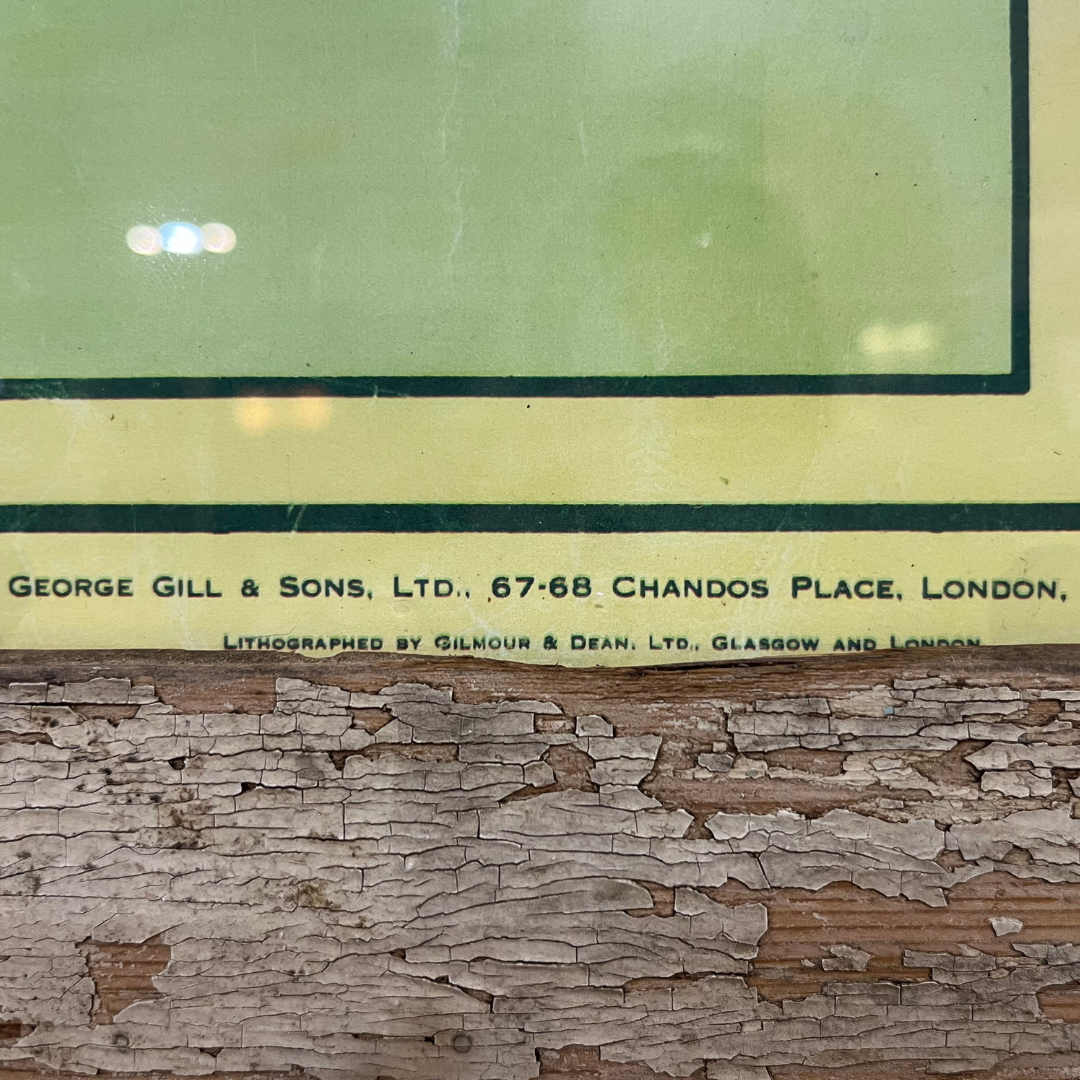 GEORGE GILL & SONS, LTD., 67-68 CHANDOS PLACE, LONDON,
LITHOGRAPHED BY GILMOUR & DEAN, LTD., GLASGOW AND LONDON